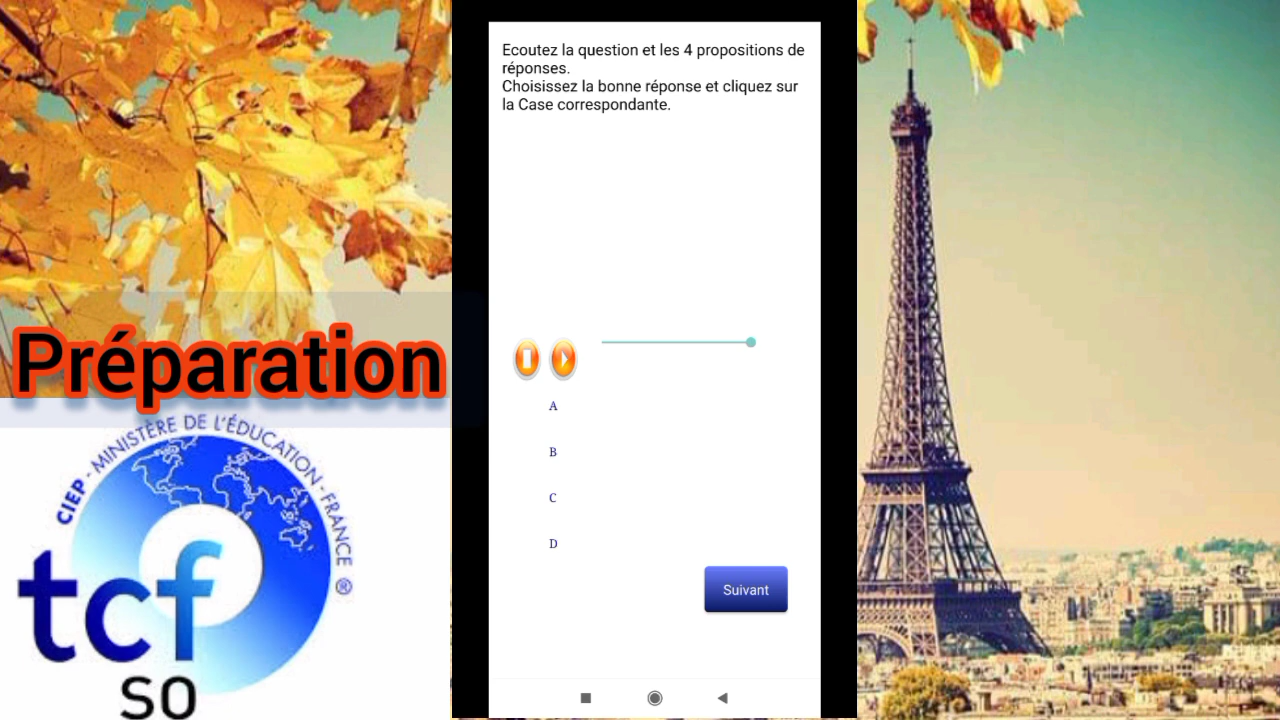 Préparation
CIEP - MINISTÈRE DE L'ÉDUCATION - FRANCE ®
tcf
so
Ecoutez la question et les 4 propositions de
réponses.
Choisissez la bonne réponse et cliquez sur
la Case correspondante.
A
B
C
D
Suivant